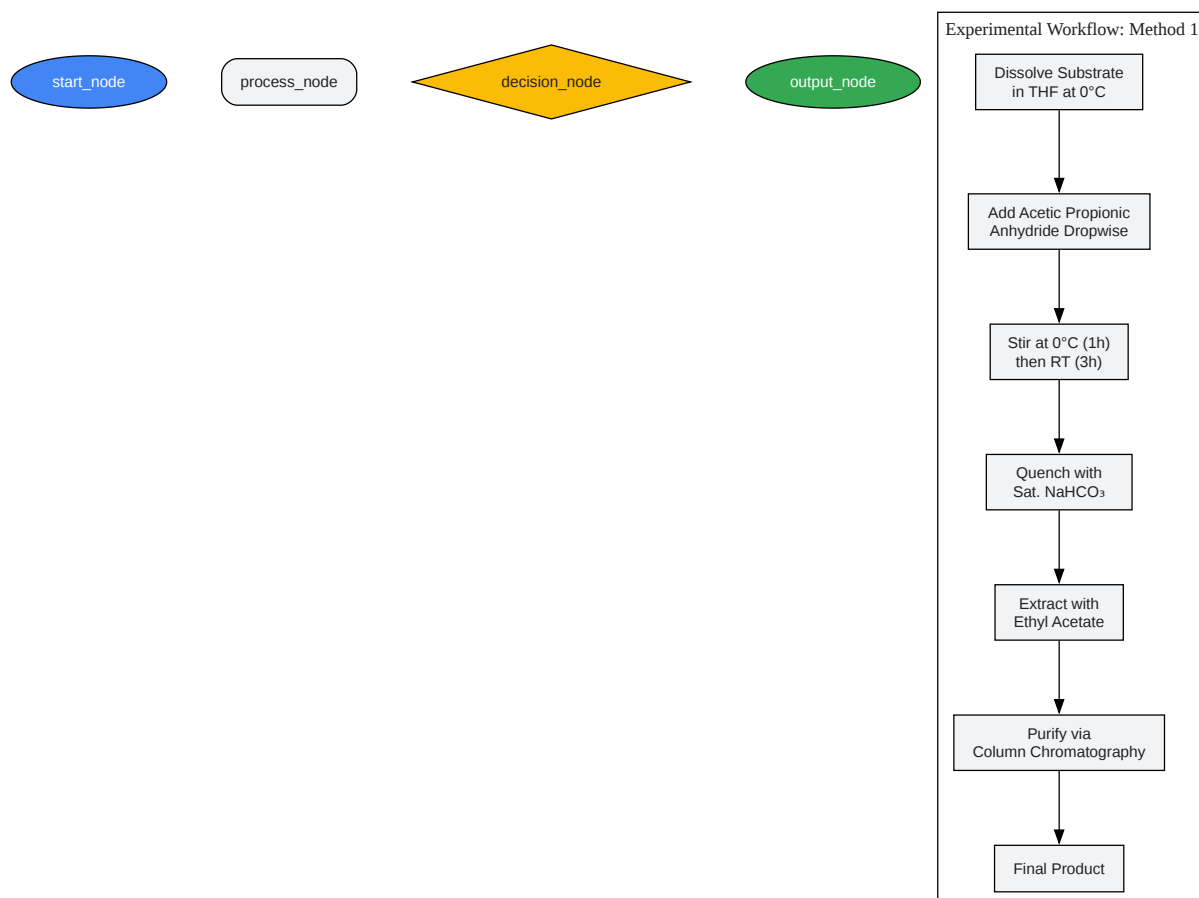 Experimental Workflow: Method 1
start_node
process_node
decision_node
output_node
Dissolve Substrate
in THF at 0°C
Add Acetic Propionic
Anhydride Dropwise
Stir at 0°C (1h)
then RT (3h)
Quench with
Sat. NaHCO₃
Extract with
Ethyl Acetate
Purify via
Column Chromatography
Final Product